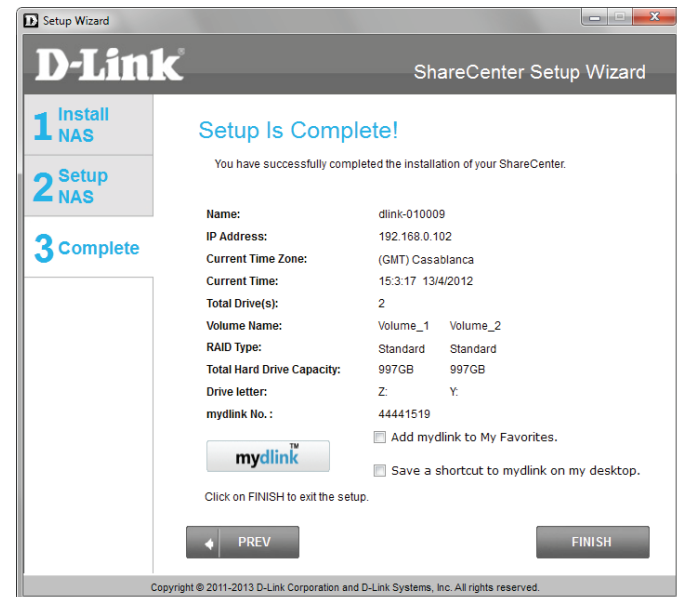 Setup Wizard
D-Link®
ShareCenter Setup Wizard
1 Install NAS
2 Setup NAS
3 Complete
Setup Is Complete!
You have successfully completed the installation of your ShareCenter.
Name: dlink-010009
IP Address: 192.168.0.102
Current Time Zone: (GMT) Casablanca
Current Time: 15:3:17 13/4/2012
Total Drive(s): 2
Volume Name: Volume_1 Volume_2
RAID Type: Standard Standard
Total Hard Drive Capacity: 997GB 997GB
Drive letter: Z: Y:
mydlink No. : 44441519
mydlink™
Add mydlink to My Favorites.
Save a shortcut to mydlink on my desktop.
Click on FINISH to exit the setup.
PREV
FINISH
Copyright © 2011-2013 D-Link Corporation and D-Link Systems, Inc. All rights reserved.